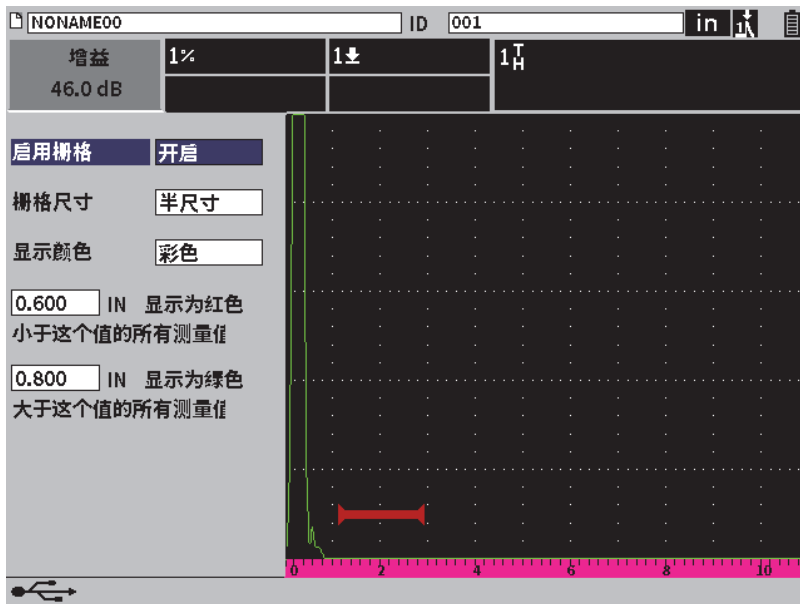 NONAME00 ID 001 in
增益 1% 1 1
46.0 dB
启用栅格 开启
栅格尺寸 半尺寸
显示颜色 彩色
0.600 IN 显示为红色
小于这个值的所有测量值
0.800 IN 显示为绿色
大于这个值的所有测量值
0 2 4 6 8 10